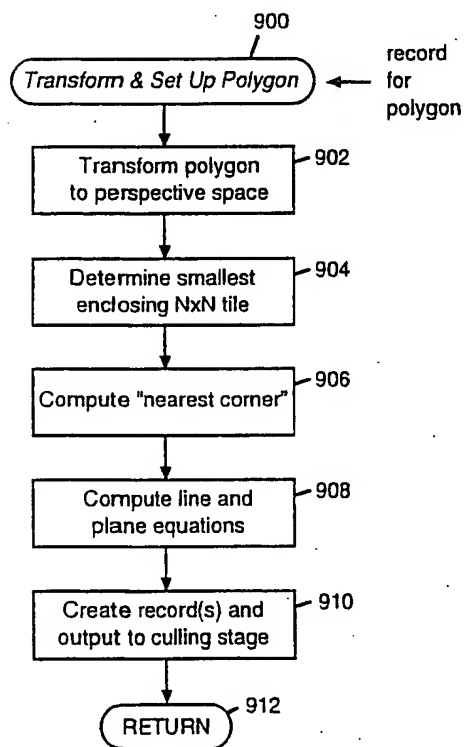 900
Transform & Set Up Polygon
record
for
polygon
Transform polygon
to perspective space
902
Determine smallest
enclosing NxN tile
904
Compute "nearest corner"
906
Compute line and
plane equations
908
Create record(s) and
output to culling stage
910
RETURN
912